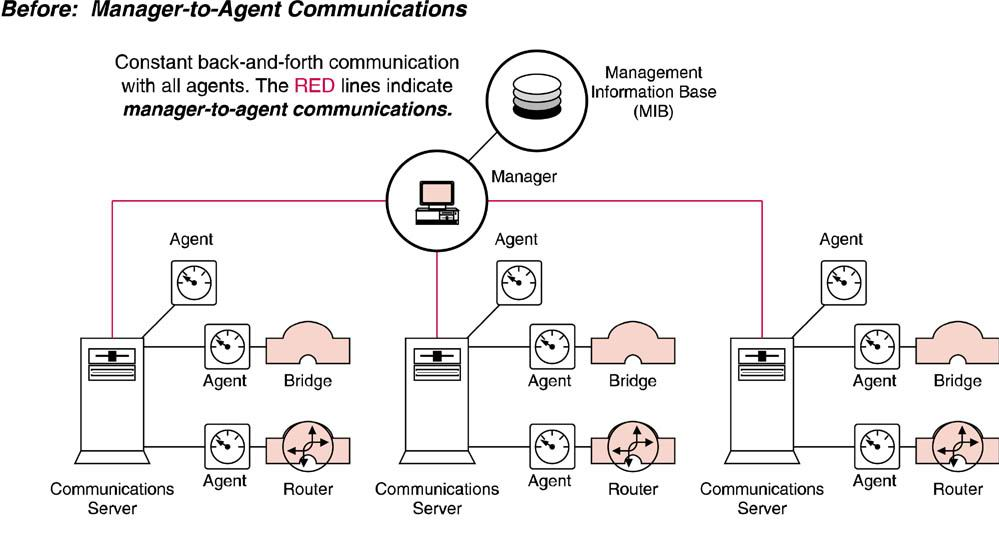 Before: Manager-to-Agent Communications
Constant back-and-forth communication
with all agents. The RED lines indicate
manager-to-agent communications.
Management
Information Base
(MIB)
Manager
Agent
Agent
Agent
Agent
Bridge
Agent
Bridge
Agent
Bridge
Agent
Router
Agent
Router
Agent
Router
Communications
Server
Communications
Server
Communications
Server